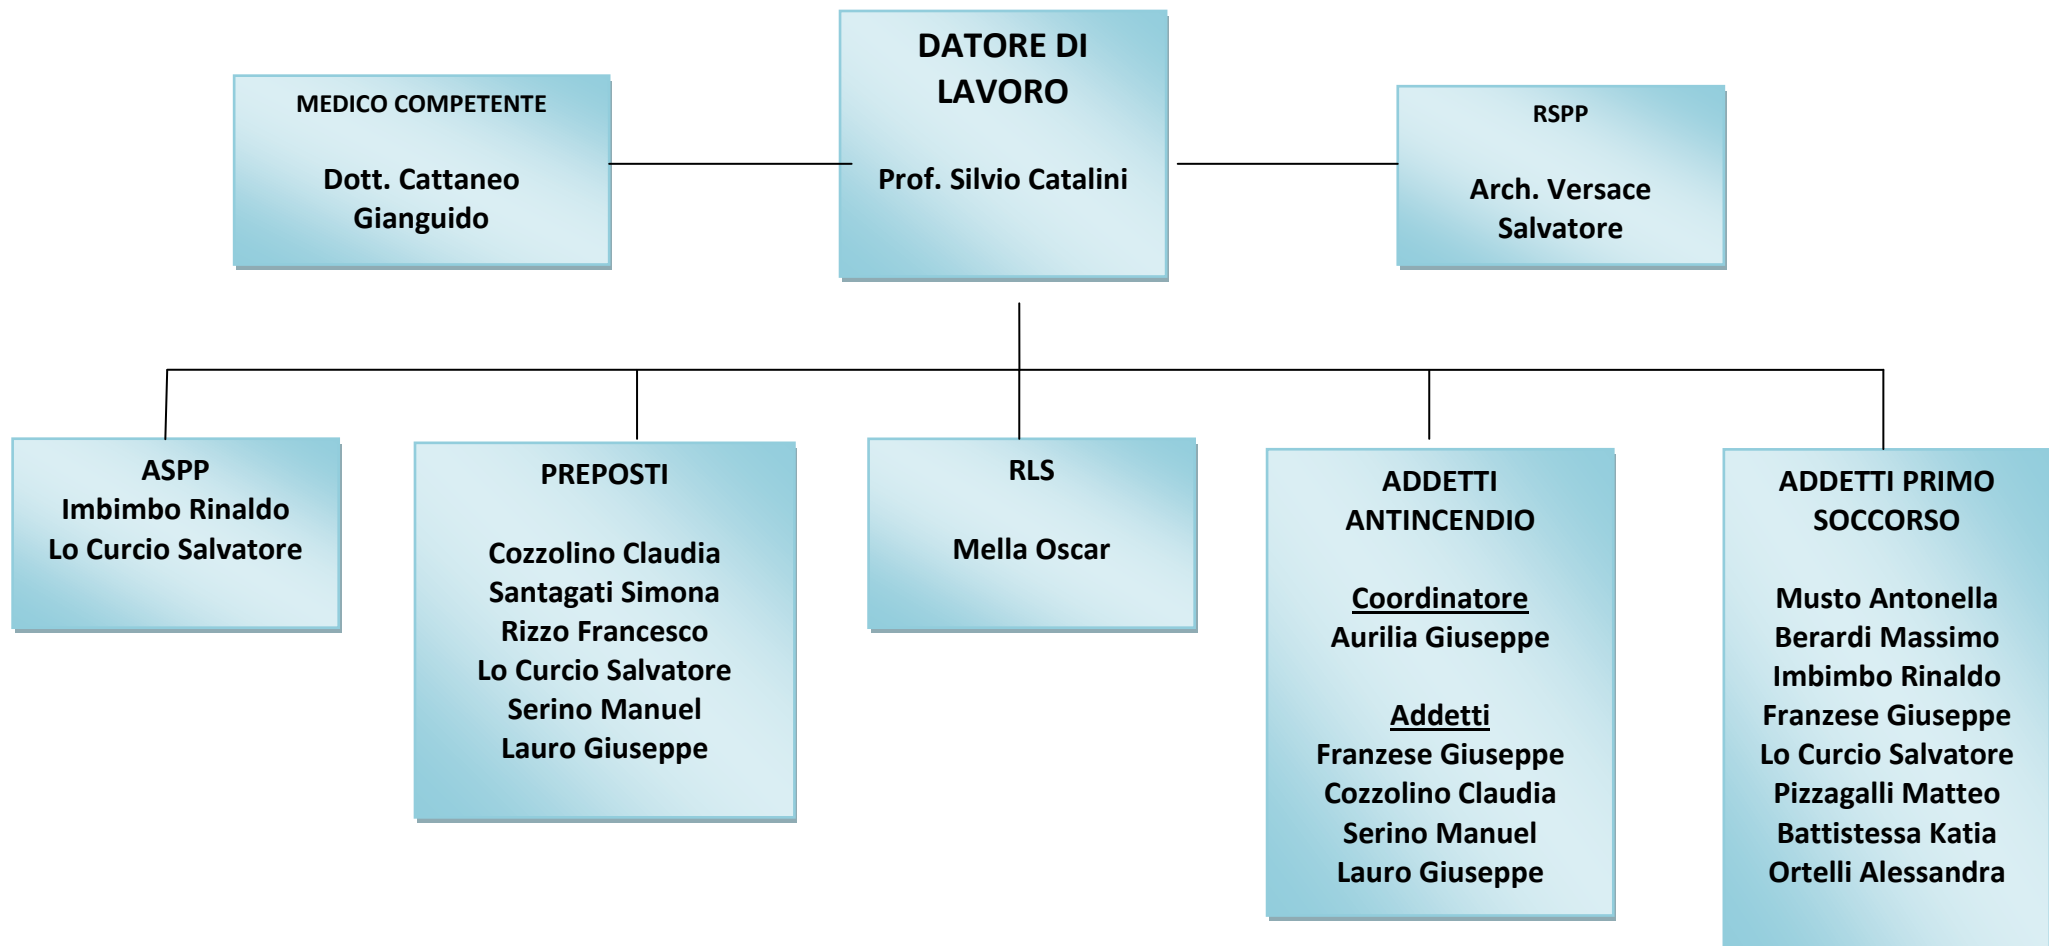 DATORE DI
LAVORO
Prof. Silvio Catalini
MEDICO COMPETENTE
Dott. Cattaneo
Gianguido
RSPP
Arch. Versace
Salvatore
ASPP
Imbimbo Rinaldo
Lo Curcio Salvatore
PREPOSTI
Cozzolino Claudia
Santagati Simona
Rizzo Francesco
Lo Curcio Salvatore
Serino Manuel
Lauro Giuseppe
RLS
Mella Oscar
ADDETTI
ANTINCENDIO
Coordinatore
Aurilia Giuseppe
Addetti
Franzese Giuseppe
Cozzolino Claudia
Serino Manuel
Lauro Giuseppe
ADDETTI PRIMO
SOCCORSO
Musto Antonella
Berardi Massimo
Imbimbo Rinaldo
Franzese Giuseppe
Lo Curcio Salvatore
Pizzagalli Matteo
Battistessa Katia
Ortelli Alessandra